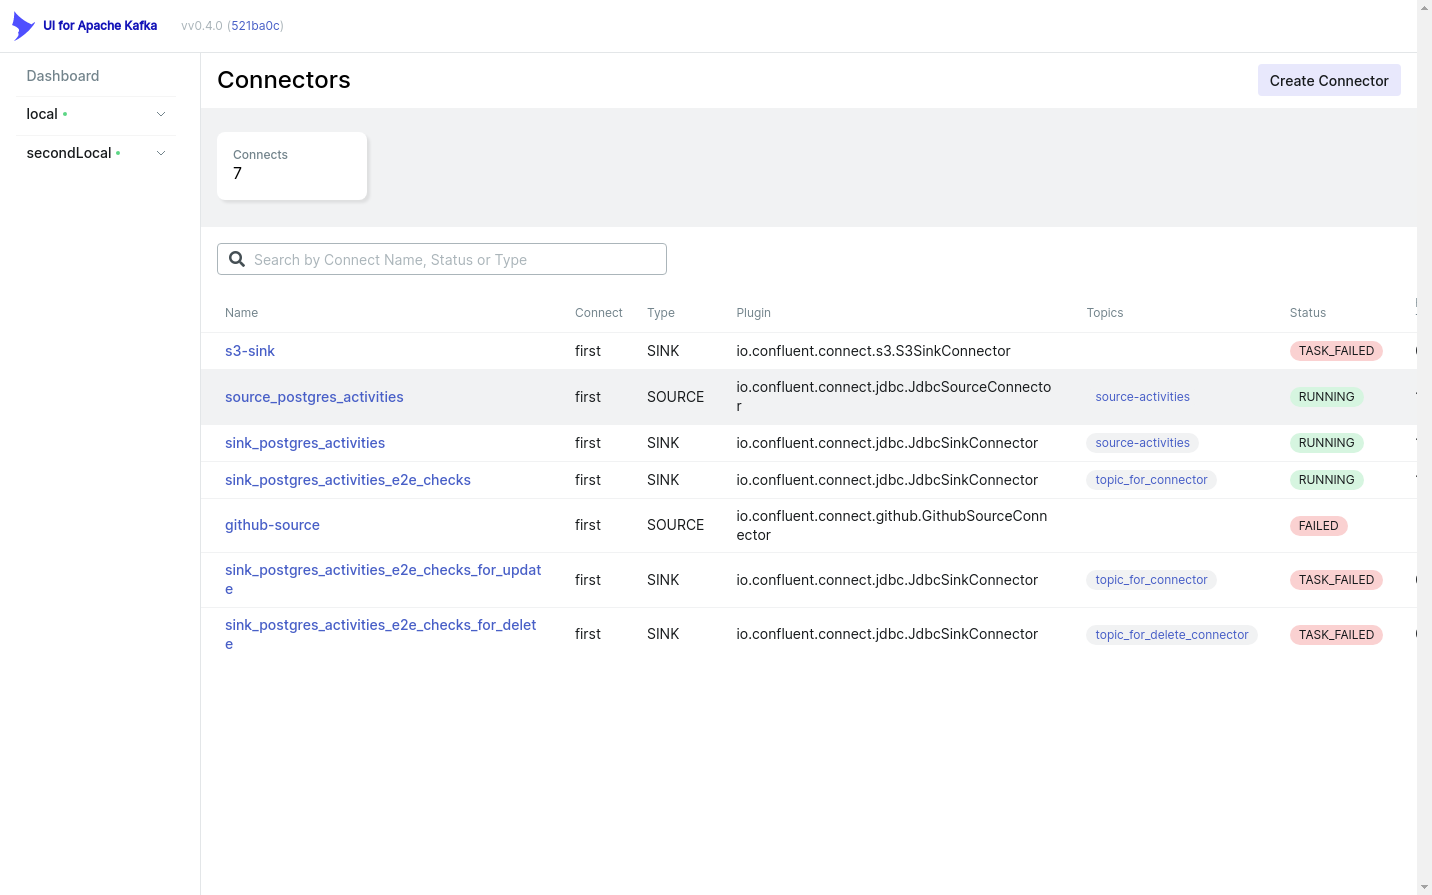 UI for Apache Kafka vv0.4.0 (521ba0c)
Dashboard
local
secondLocal
Connectors
Create Connector
Connects
7
Search by Connect Name, Status or Type
Name Connect Type Plugin Topics Status
s3-sink first SINK io.confluent.connect.s3.S3SinkConnector TASK_FAILED
source_postgres_activities first SOURCE io.confluent.connect.jdbc.JdbcSourceConnecto
r source-activities RUNNING
sink_postgres_activities first SINK io.confluent.connect.jdbc.JdbcSinkConnector source-activities RUNNING
sink_postgres_activities_e2e_checks first SINK io.confluent.connect.jdbc.JdbcSinkConnector topic_for_connector RUNNING
github-source first SOURCE io.confluent.connect.github.GithubSourceConn
ector FAILED
sink_postgres_activities_e2e_checks_for_updat
e first SINK io.confluent.connect.jdbc.JdbcSinkConnector topic_for_connector TASK_FAILED
sink_postgres_activities_e2e_checks_for_delet
e first SINK io.confluent.connect.jdbc.JdbcSinkConnector topic_for_delete_connector TASK_FAILED